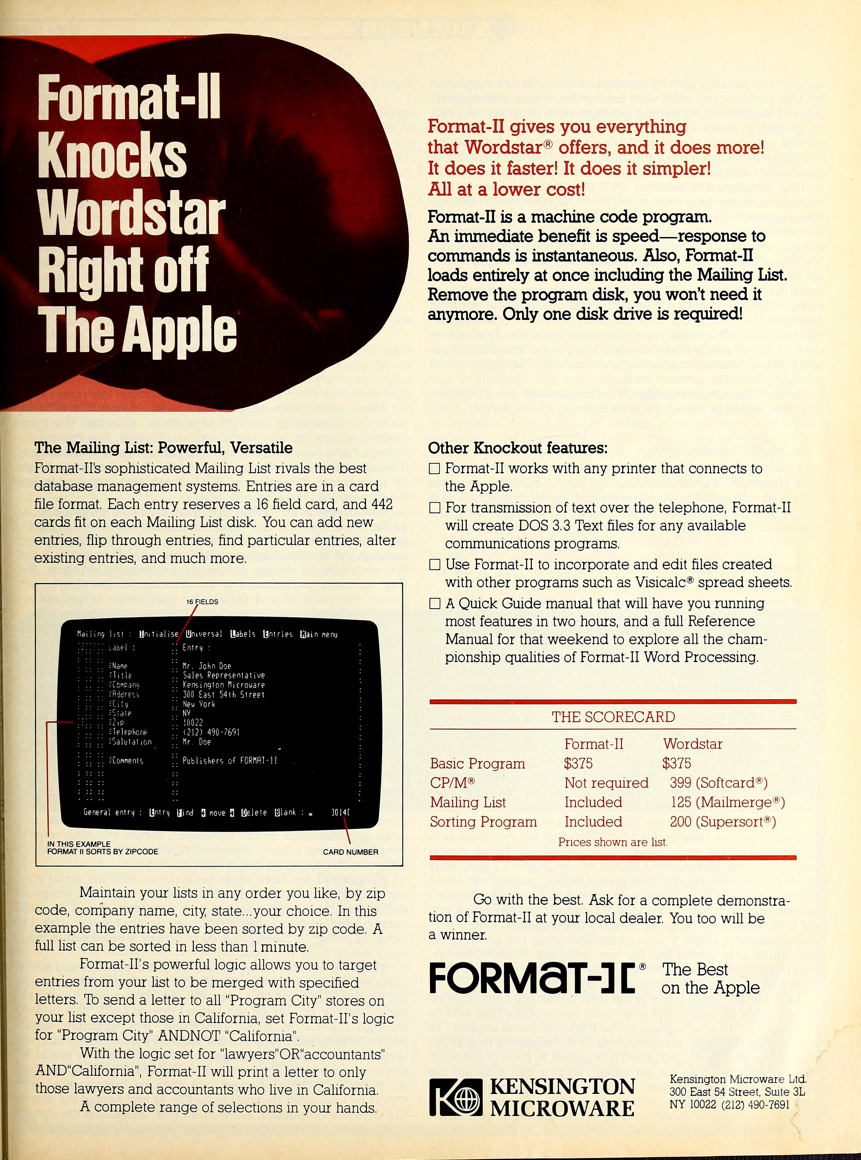 Format-II
Knocks
Wordstar
Right off
The Apple
Format-II gives you everything
that Wordstar® offers, and it does more!
It does it faster! It does it simpler!
All at a lower cost!
Format-II is a machine code program.
An immediate benefit is speed—response to
commands is instantaneous. Also, Format-II
loads entirely at once including the Mailing List.
Remove the program disk, you won't need it
anymore. Only one disk drive is required!
The Mailing List: Powerful, Versatile
Format-II's sophisticated Mailing List rivals the best
database management systems. Entries are in a card
file format. Each entry reserves a 16 field card, and 442
cards fit on each Mailing List disk. You can add new
entries, flip through entries, find particular entries, alter
existing entries, and much more.
16 FIELDS
Mailing list : Initialise Universal Labels Entries Main menu
Label : Entry :
:Name :: Mr. John Doe
:Title :: Sales Representative
:Company :: Kensington Microware
:Address :: 300 East 54th Street
:City :: New York
:State :: NY
:Zip :: 10022
:Telephone :: (212) 490-7691
:Salutation :: Mr. Doe
:Comments :: Publishers of FORMAT-II
General entry : Entry Find move Delete Blank : ]014[
IN THIS EXAMPLE
FORMAT II SORTS BY ZIPCODE
CARD NUMBER
Maintain your lists in any order you like, by zip
code, company name, city, state...your choice. In this
example the entries have been sorted by zip code. A
full list can be sorted in less than 1 minute.
Format-II's powerful logic allows you to target
entries from your list to be merged with specified
letters. To send a letter to all "Program City" stores on
your list except those in California, set Format-II's logic
for "Program City" ANDNOT "California".
With the logic set for "lawyers"OR"accountants"
AND"California", Format-II will print a letter to only
those lawyers and accountants who live in California.
A complete range of selections in your hands.
Other Knockout features:
☐ Format-II works with any printer that connects to
the Apple.
☐ For transmission of text over the telephone, Format-II
will create DOS 3.3 Text files for any available
communications programs.
☐ Use Format-II to incorporate and edit files created
with other programs such as Visicalc® spread sheets.
☐ A Quick Guide manual that will have you running
most features in two hours, and a full Reference
Manual for that weekend to explore all the cham-
pionship qualities of Format-II Word Processing.
THE SCORECARD
Format-II Wordstar
Basic Program $375 $375
CP/M® Not required 399 (Softcard®)
Mailing List Included 125 (Mailmerge®)
Sorting Program Included 200 (Supersort®)
Prices shown are list.
Go with the best. Ask for a complete demonstra-
tion of Format-II at your local dealer. You too will be
a winner.
FORMaT-II® The Best
on the Apple
KENSINGTON
MICROWARE
Kensington Microware Ltd.
300 East 54 Street, Suite 3L
NY 10022 (212) 490-7691